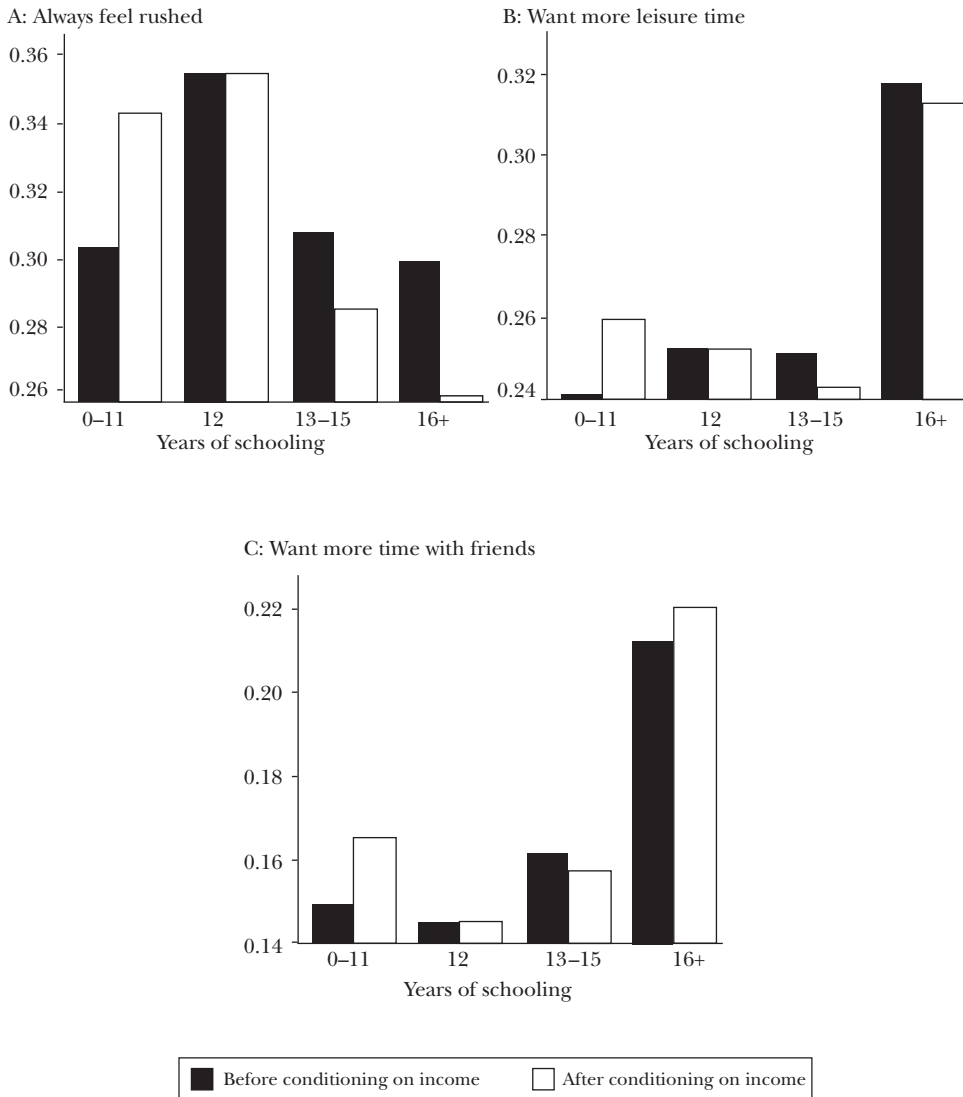 A: Always feel rushed
0.36
0.34
0.32
0.30
0.28
0.26
0–11 12 13–15 16+
Years of schooling
B: Want more leisure time
0.32
0.30
0.28
0.26
0.24
0–11 12 13–15 16+
Years of schooling
C: Want more time with friends
0.22
0.20
0.18
0.16
0.14
0–11 12 13–15 16+
Years of schooling
Before conditioning on income After conditioning on income